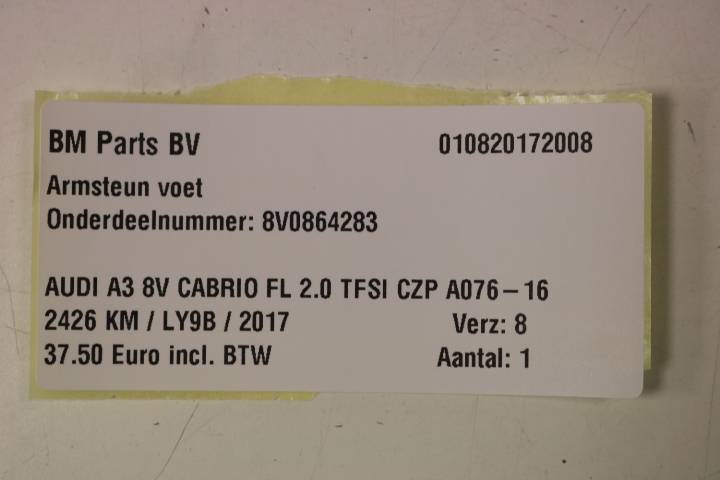 BM Parts BV 010820172008
Armsteun voet
Onderdeelnummer: 8V0864283
AUDI A3 8V CABRIO FL 2.0 TFSI CZP A076-16
2426 KM / LY9B / 2017 Verz: 8
37.50 Euro incl. BTW Aantal: 1